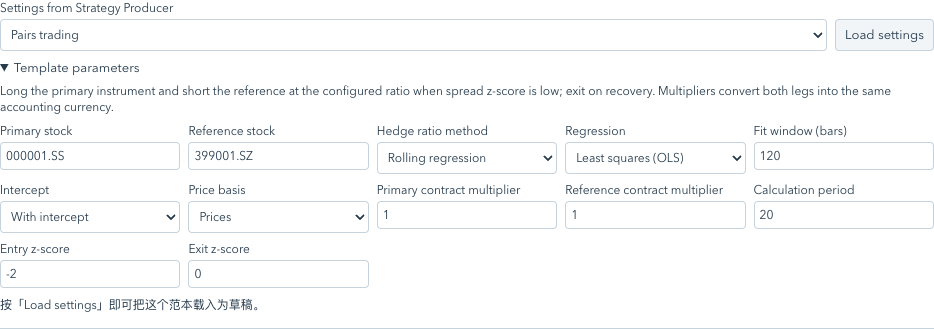 Settings from Strategy Producer
Pairs trading
Load settings
Template parameters
Long the primary instrument and short the reference at the configured ratio when spread z-score is low; exit on recovery. Multipliers convert both legs into the same
accounting currency.
Primary stock
Reference stock
Hedge ratio method
Regression
Fit window (bars)
000001.SS
399001.SZ
Rolling regression
Least squares (OLS)
120
Intercept
Price basis
Primary contract multiplier
Reference contract multiplier
Calculation period
With intercept
Prices
1
1
20
Entry z-score
Exit z-score
-2
0
按「Load settings」即可把这个范本载入为草稿。